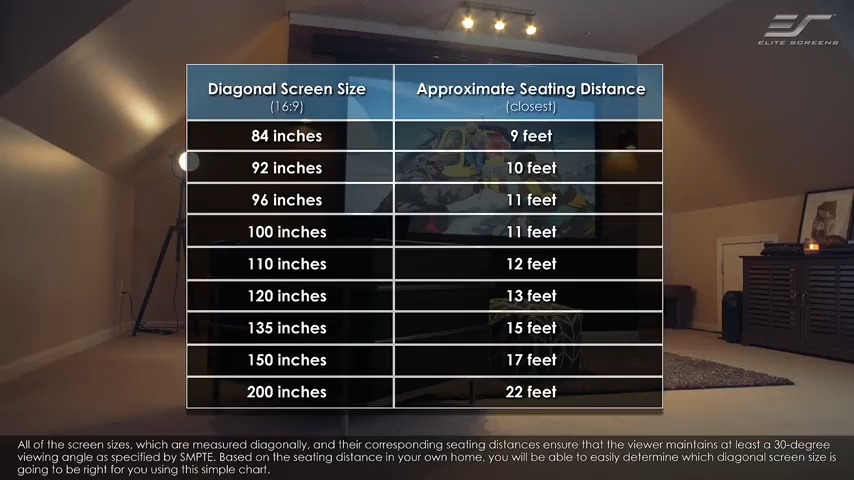 ELITE SCREENS
Diagonal Screen Size Approximate Seating Distance
(16:9) (closest)
84 inches 9 feet
92 inches 10 feet
96 inches 11 feet
100 inches 11 feet
110 inches 12 feet
120 inches 13 feet
135 inches 15 feet
150 inches 17 feet
200 inches 22 feet
All of the screen sizes, which are measured diagonally, and their corresponding seating distances ensure that the viewer maintains at least a 30-degree
viewing angle as specified by SMPTE. Based on the seating distance in your own home, you will be able to easily determine which diagonal screen size is
going to be right for you using this simple chart.